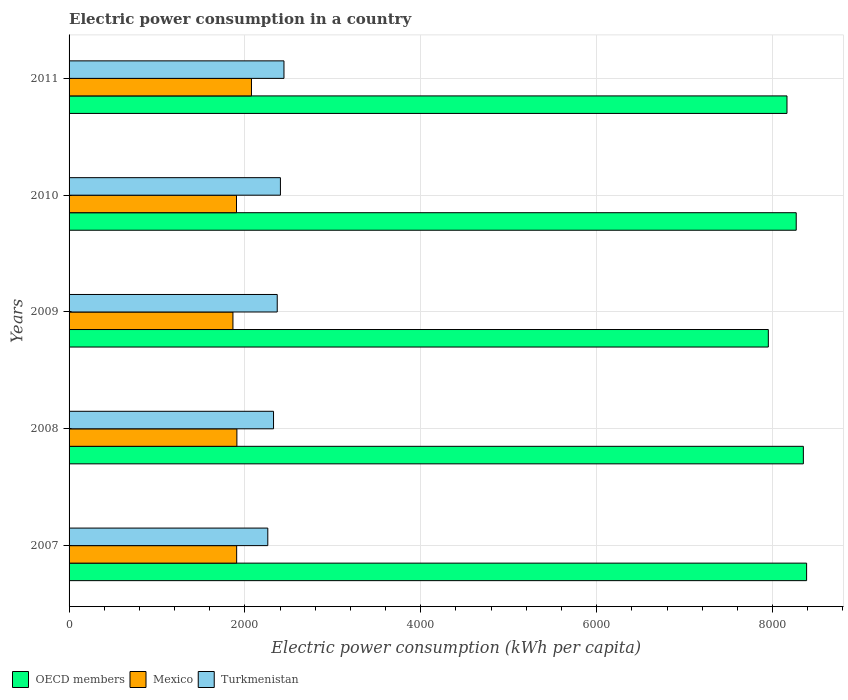 Electric power consumption in a country
2011
2010
2009
2008
2007
Years
0
2000
4000
6000
8000
Electric power consumption (kWh per capita)
OECD members
Mexico
Turkmenistan